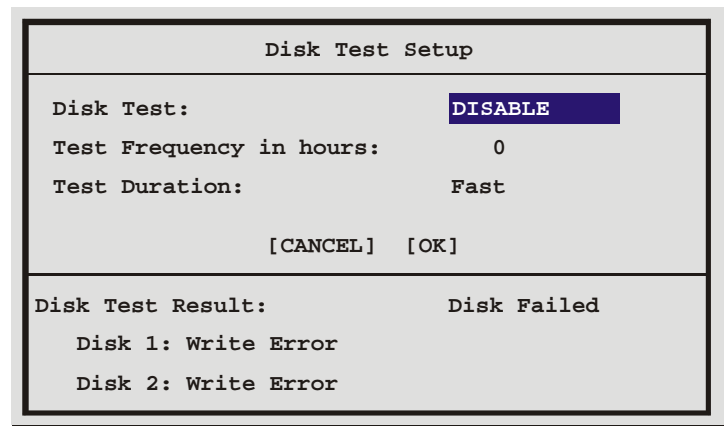 Disk Test Setup
Disk Test: DISABLE
Test Frequency in hours: 0
Test Duration: Fast
[CANCEL] [OK]
Disk Test Result: Disk Failed
Disk 1: Write Error
Disk 2: Write Error